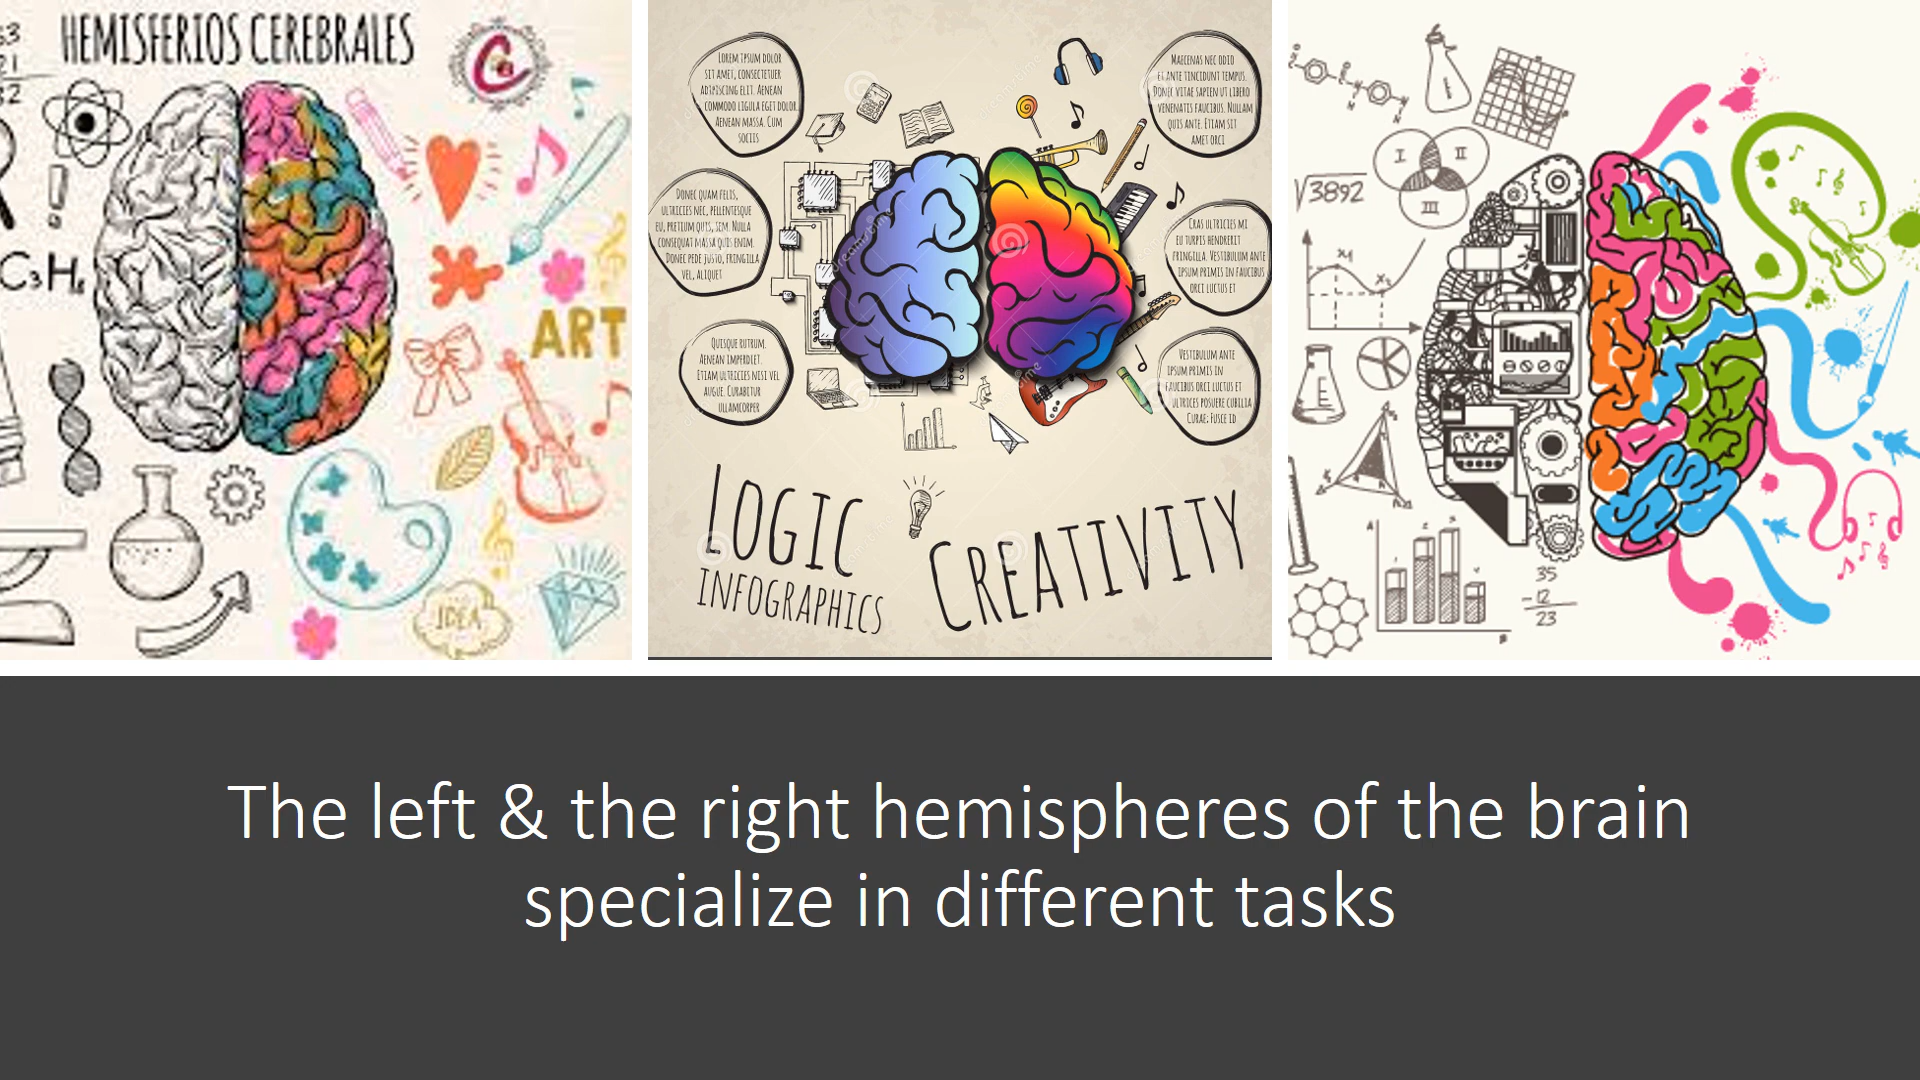 HEMISFERIOS CEREBRALES
C₃H₆
ART
IDEA
LOREM IPSUM DOLOR
SIT AMET, CONSECTETUER
ADIPISCING ELIT. AENEAN
COMMODO LIGULA EGET DOLOR.
AENEAN MASSA. CUM
SOCIIS
DONEC QUAM FELIS,
ULTRICIES NEC, PELLENTESQUE
EU, PRETIUM QUIS, SEM. NULLA
CONSEQUAT MASSA QUIS ENIM.
DONEC PEDE JUSTO, FRINGILLA
VEL, ALIQUET
QUISQUE RUTRUM.
AENEAN IMPERDIET.
ETIAM ULTRICIES NISI VEL
AUGUE. CURABITUR
ULLAMCORPER
MAECENAS NEC ODIO
ET ANTE TINCIDUNT TEMPUS.
DONEC VITAE SAPIEN UT LIBERO
VENENATIS FAUCIBUS. NULLAM
QUIS ANTE. ETIAM SIT
AMET ORCI
CRAS ULTRICIES MI
EU TURPIS HENDRERIT
FRINGILLA. VESTIBULUM ANTE
IPSUM PRIMIS IN FAUCIBUS
ORCI LUCTUS ET
VESTIBULUM ANTE
IPSUM PRIMIS IN
FAUCIBUS ORCI LUCTUS ET
ULTRICES POSUERE CUBILIA
CURAE; FUSCE ID
LOGIC
INFOGRAPHICS
CREATIVITY
I II
III
√3892
x₁
x₂
35
-12
23
The left & the right hemispheres of the brain
specialize in different tasks